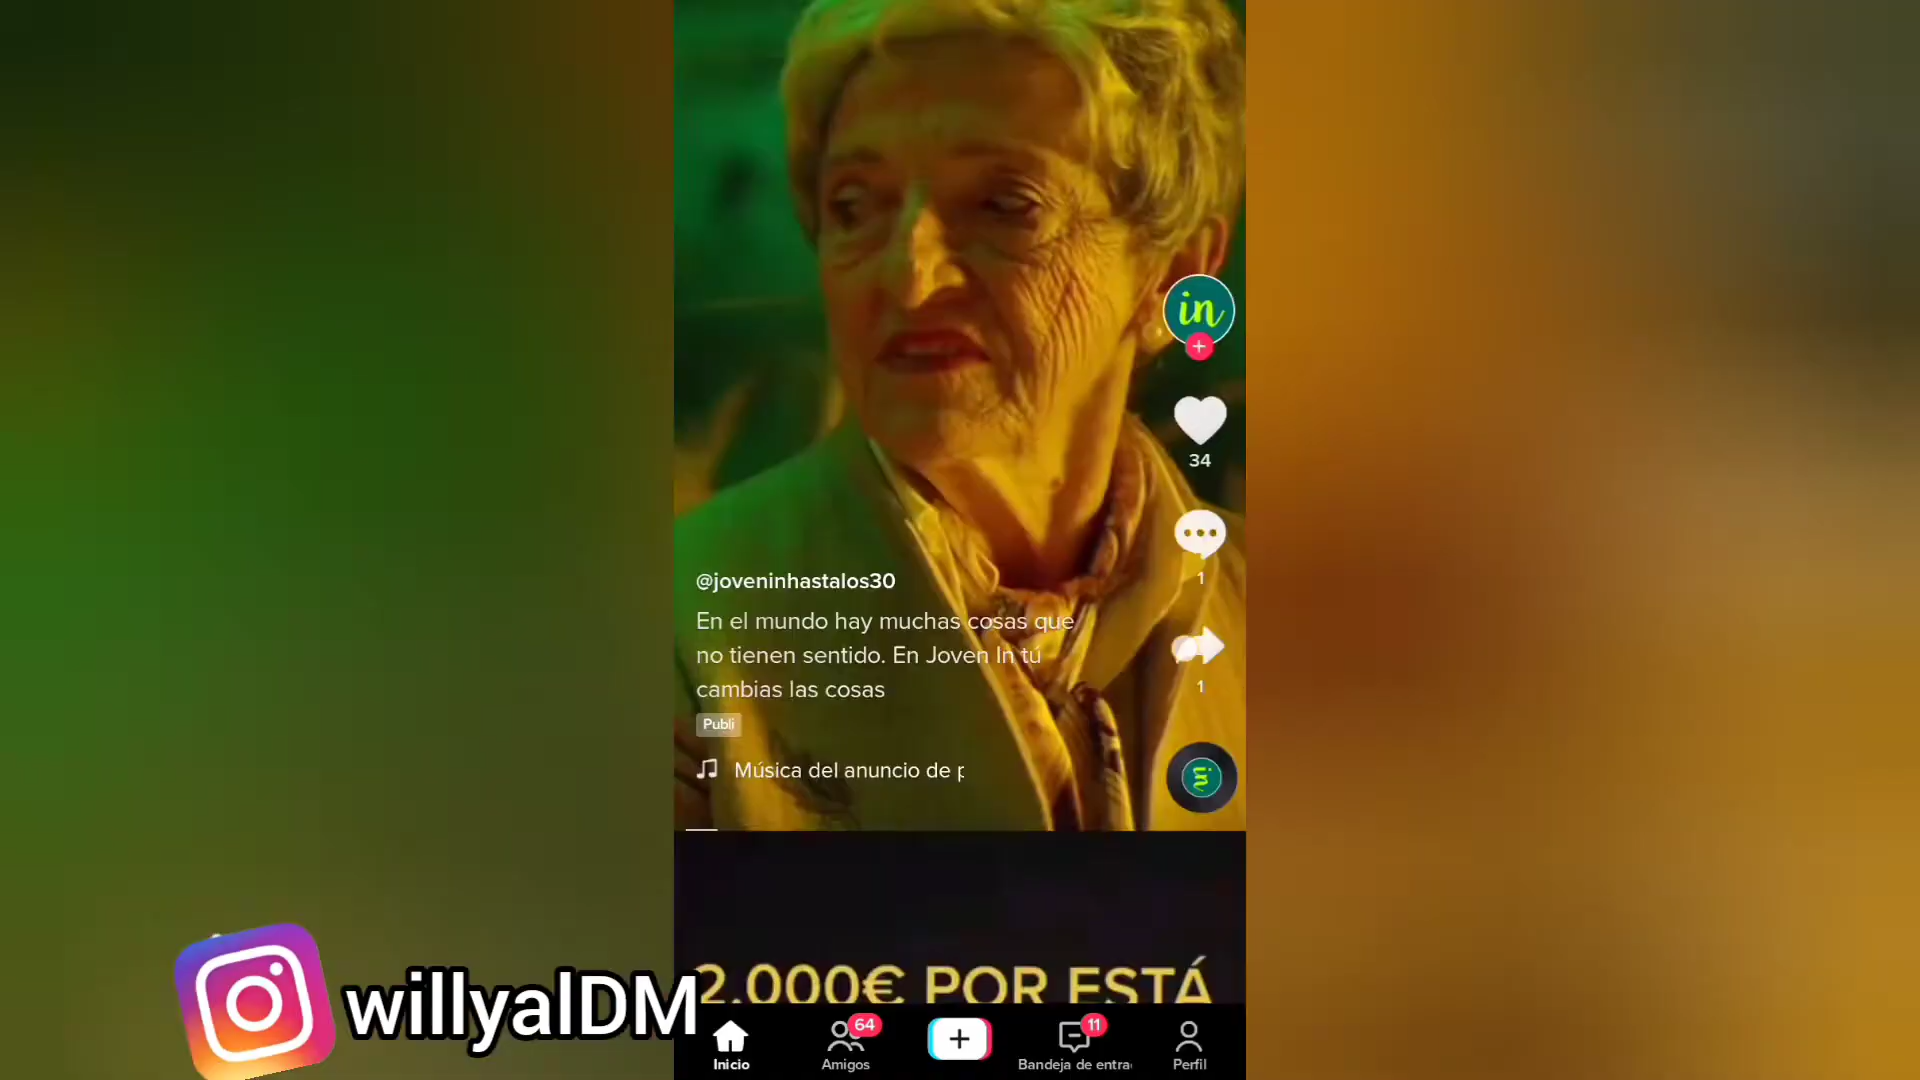 in
34
1
@joveninhastalos30
En el mundo hay muchas cosas que
no tienen sentido. En Joven In tú
cambias las cosas
1
Publi
Música del anuncio de p
in
2.000€ POR ESTÁ
willyalDM
64
11
Inicio
Amigos
Bandeja de entra
Perfil